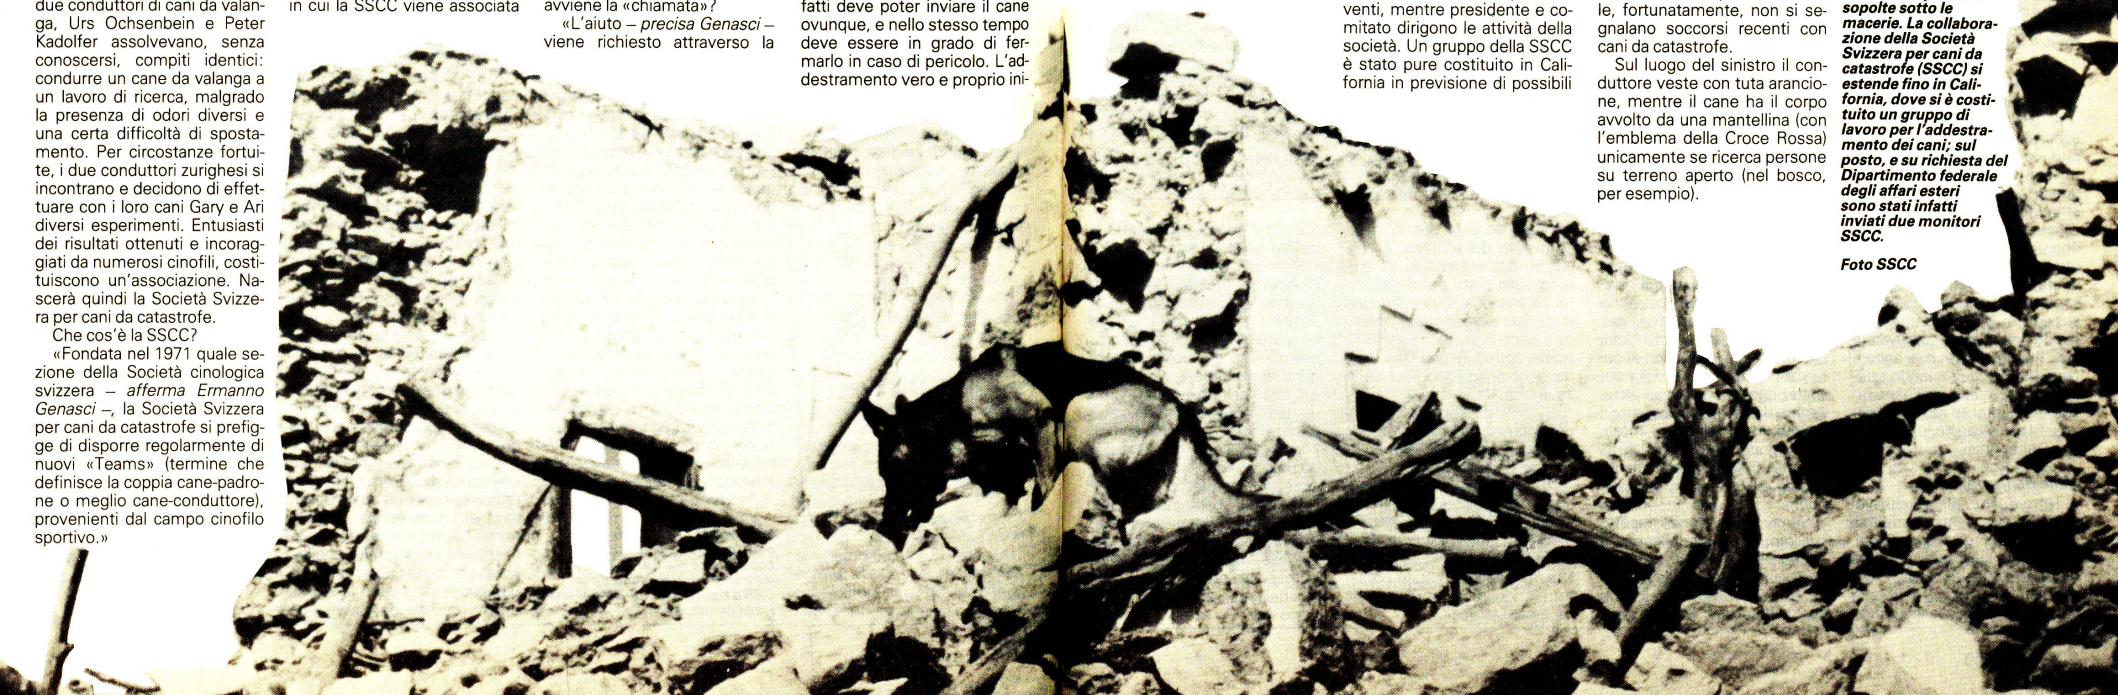 due conduttori di cani da valan-
ga, Urs Ochsenbein e Peter
Kadolfer assolvevano, senza
conoscersi, compiti identici:
condurre un cane da valanga a
un lavoro di ricerca, malgrado
la presenza di odori diversi e
una certa difficoltà di sposta-
mento. Per circostanze fortui-
te, i due conduttori zurighesi si
incontrano e decidono di effet-
tuare con i loro cani Gary e Ari
diversi esperimenti. Entusiasti
dei risultati ottenuti e incorag-
giati da numerosi cinofili, costi-
tuiscono un'associazione. Na-
scerà quindi la Società Svizze-
ra per cani da catastrofe.
Che cos'è la SSCC?
«Fondata nel 1971 quale se-
zione della Società cinologica
svizzera – afferma Ermanno
Genasci –, la Società Svizzera
per cani da catastrofe si prefig-
ge di disporre regolarmente di
nuovi «Teams» (termine che
definisce la coppia cane-padro-
ne o meglio cane-conduttore),
provenienti dal campo cinofilo
sportivo.»
in cui la SSCC viene associata
avviene la «chiamata»?
«L'aiuto – precisa Genasci –
viene richiesto attraverso la
fatti deve poter inviare il cane
ovunque, e nello stesso tempo
deve essere in grado di fer-
marlo in caso di pericolo. L'ad-
destramento vero e proprio ini-
venti, mentre presidente e co-
mitato dirigono le attività della
società. Un gruppo della SSCC
è stato pure costituito in Cali-
fornia in previsione di possibili
le, fortunatamente, non si se-
gnalano soccorsi recenti con
cani da catastrofe.
Sul luogo del sinistro il con-
duttore veste con tuta arancio-
ne, mentre il cane ha il corpo
avvolto da una mantellina (con
l'emblema della Croce Rossa)
unicamente se ricerca persone
su terreno aperto (nel bosco,
per esempio).
sopolte sotto le
macerie. La collabora-
zione della Società
Svizzera per cani da
catastrofe (SSCC) si
estende fino in Cali-
fornia, dove si è costi-
tuito un gruppo di
lavoro per l'addestra-
mento dei cani; sul
posto, e su richiesta del
Dipartimento federale
degli affari esteri
sono stati infatti
inviati due monitori
SSCC.
Foto SSCC